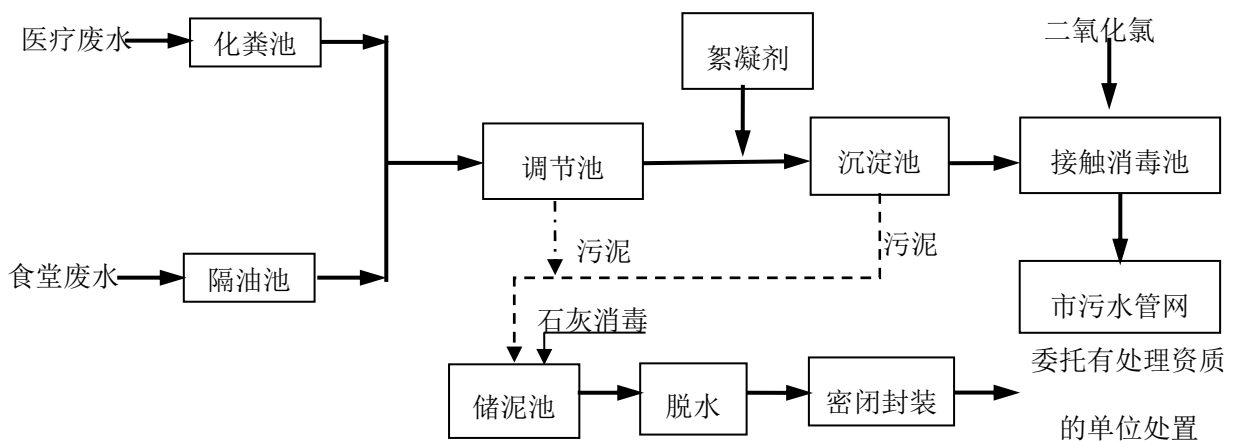 医疗废水
化粪池
絮凝剂
二氧化氯
调节池
沉淀池
接触消毒池
污泥
污泥
食堂废水
隔油池
市污水管网
石灰消毒
储泥池
脱水
密闭封装
委托有处理资质
的单位处置